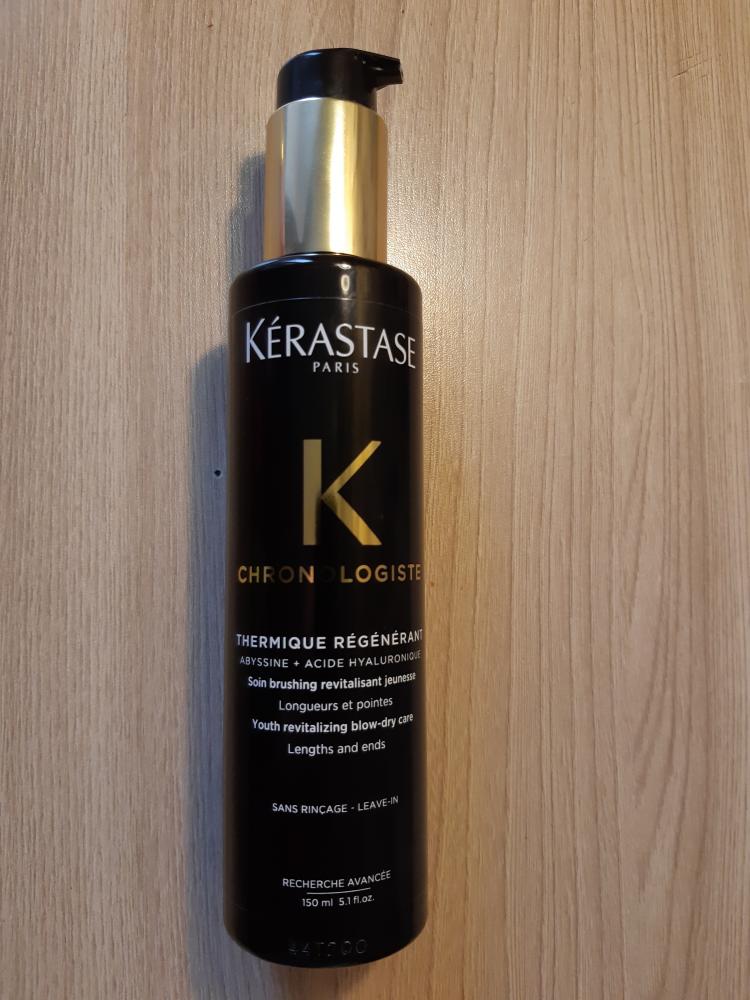 KÉRASTASE
PARIS
K
CHRONOLOGISTE
THERMIQUE RÉGÉNÉRANT
ABYSSINE + ACIDE HYALURONIQUE
Soin brushing revitalisant jeunesse
Longueurs et pointes
Youth revitalizing blow-dry care
Lengths and ends
SANS RINÇAGE - LEAVE-IN
RECHERCHE AVANCÉE
150 ml 5.1 fl.oz.